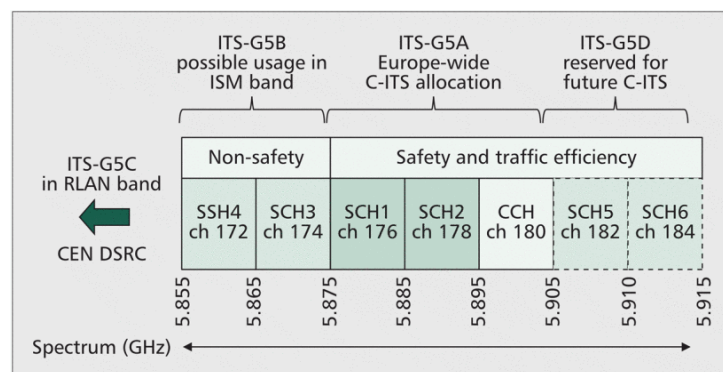 ITS-G5B
possible usage in
ISM band
ITS-G5A
Europe-wide
C-ITS allocation
ITS-G5D
reserved for
future C-ITS
ITS-G5C
in RLAN band
CEN DSRC
Non-safety
Safety and traffic efficiency
SSH4
ch 172
SCH3
ch 174
SCH1
ch 176
SCH2
ch 178
CCH
ch 180
SCH5
ch 182
SCH6
ch 184
5.855
5.865
5.875
5.885
5.895
5.905
5.910
5.915
Spectrum (GHz)